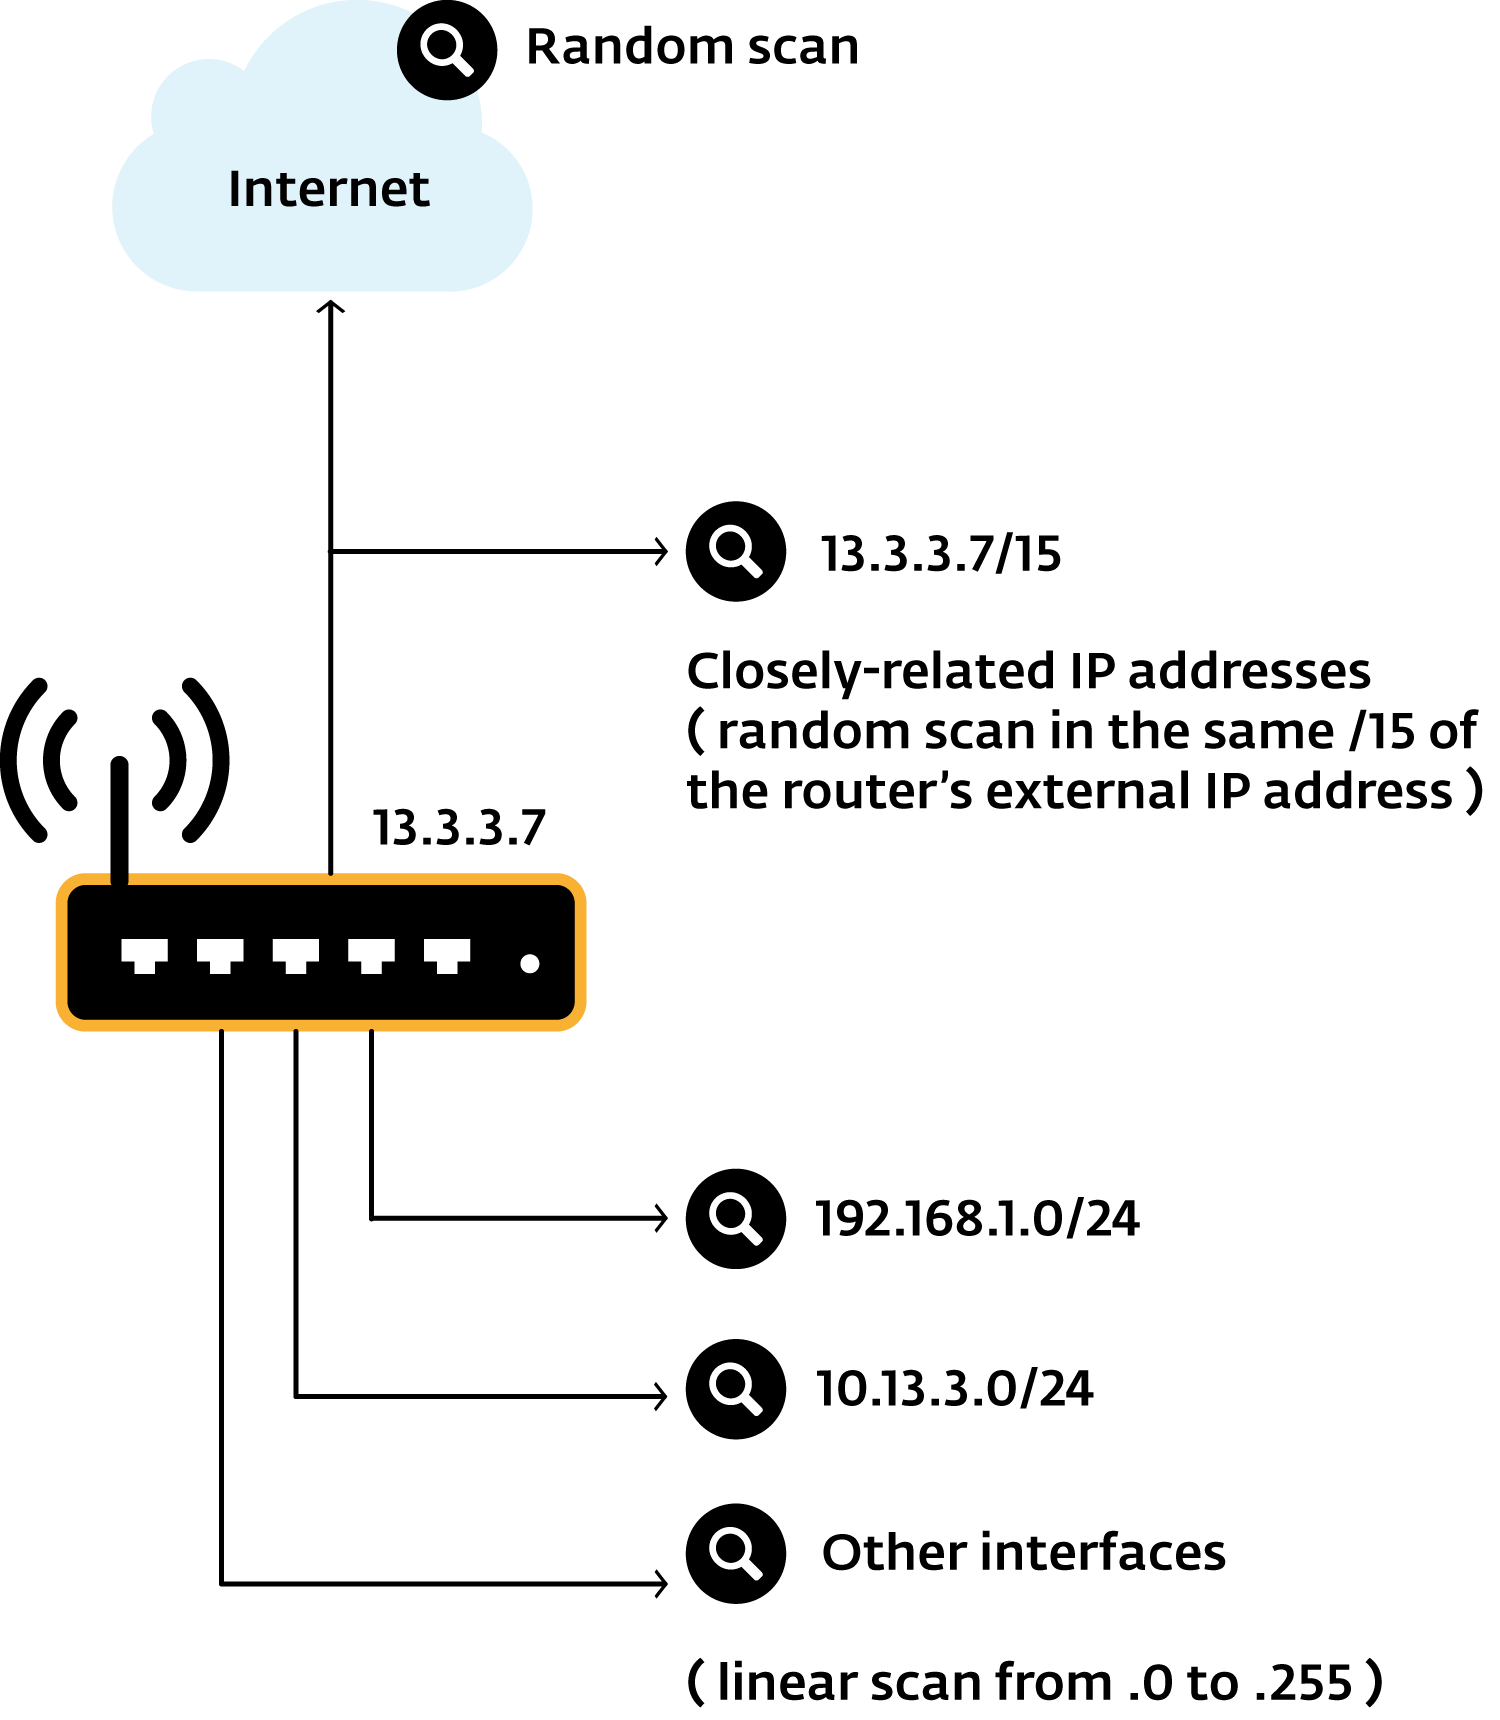 Random scan
Internet
13.3.3.7/15
Closely-related IP addresses
( random scan in the same /15 of
the router’s external IP address )
13.3.3.7
192.168.1.0/24
10.13.3.0/24
Other interfaces
( linear scan from .0 to .255 )